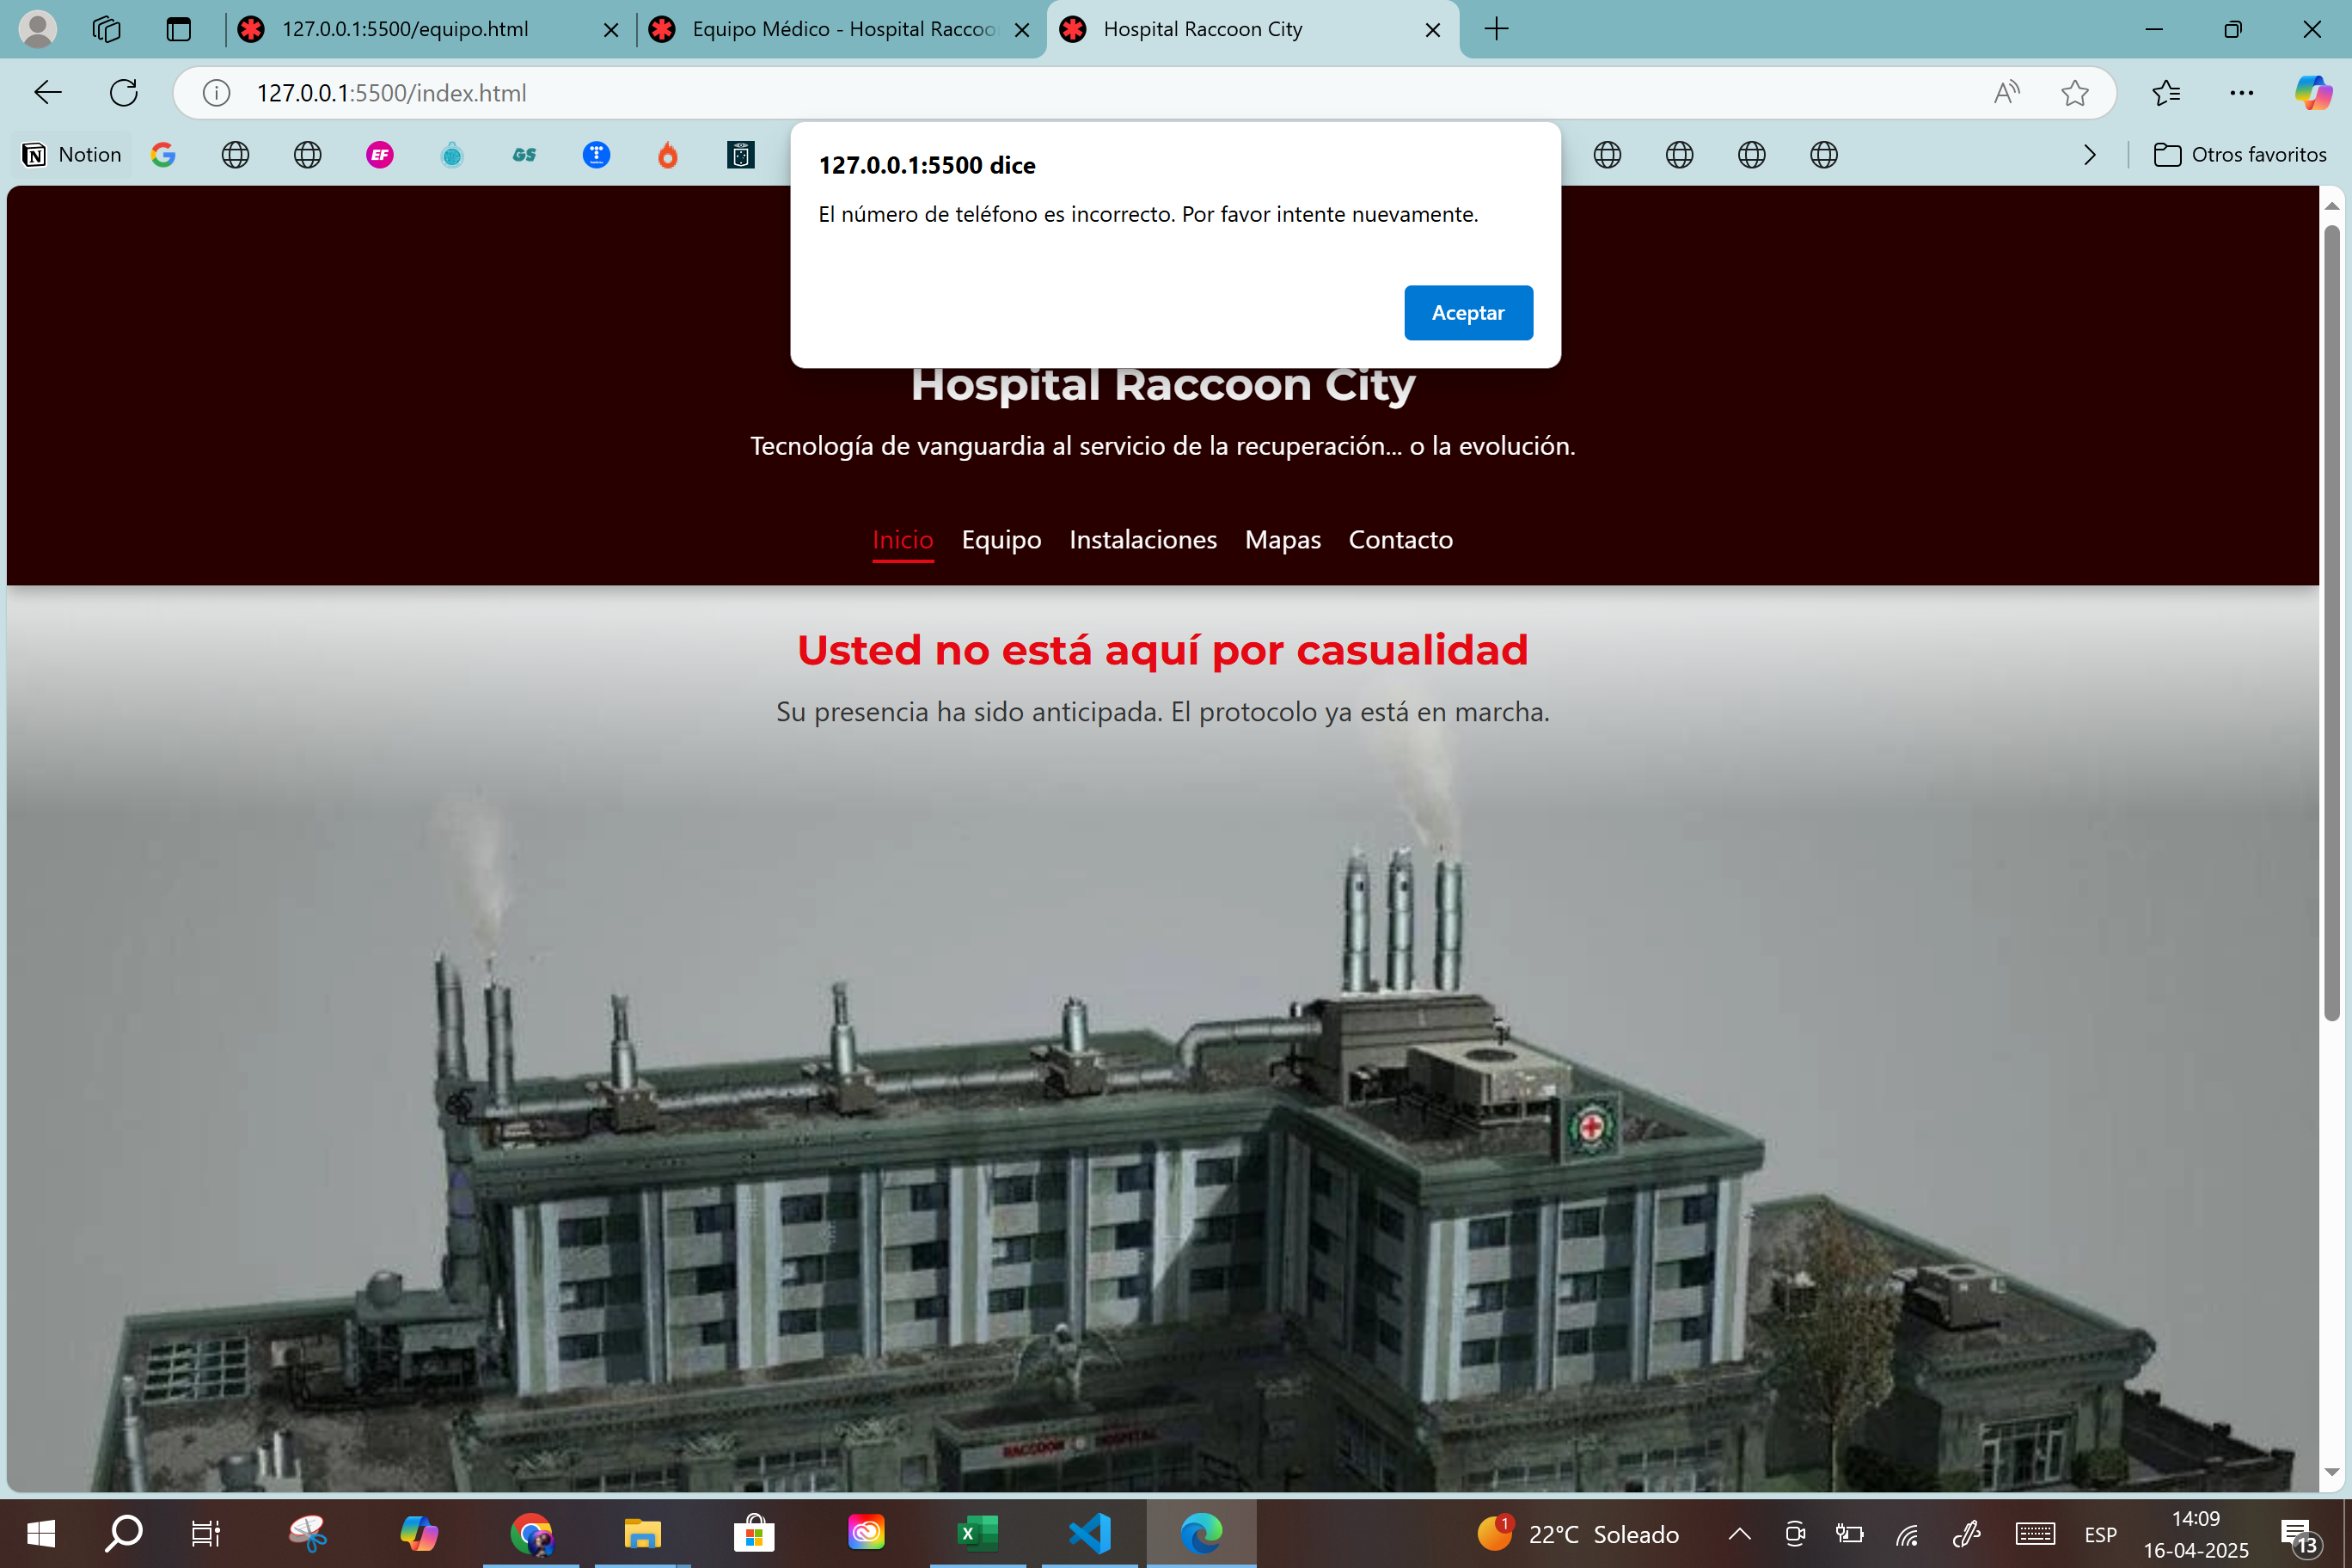 127.0.0.1:5500/equipo.html
Equipo Médico - Hospital Raccoo
Hospital Raccoon City
127.0.0.1:5500/index.html
Notion
EF
GS
Otros favoritos
127.0.0.1:5500 dice
El número de teléfono es incorrecto. Por favor intente nuevamente.
Aceptar
Hospital Raccoon City
Tecnología de vanguardia al servicio de la recuperación... o la evolución.
Inicio Equipo Instalaciones Mapas Contacto
Usted no está aquí por casualidad
Su presencia ha sido anticipada. El protocolo ya está en marcha.
RACCOON HOSPITAL
1
22°C Soleado
ESP
14:09
16-04-2025
13